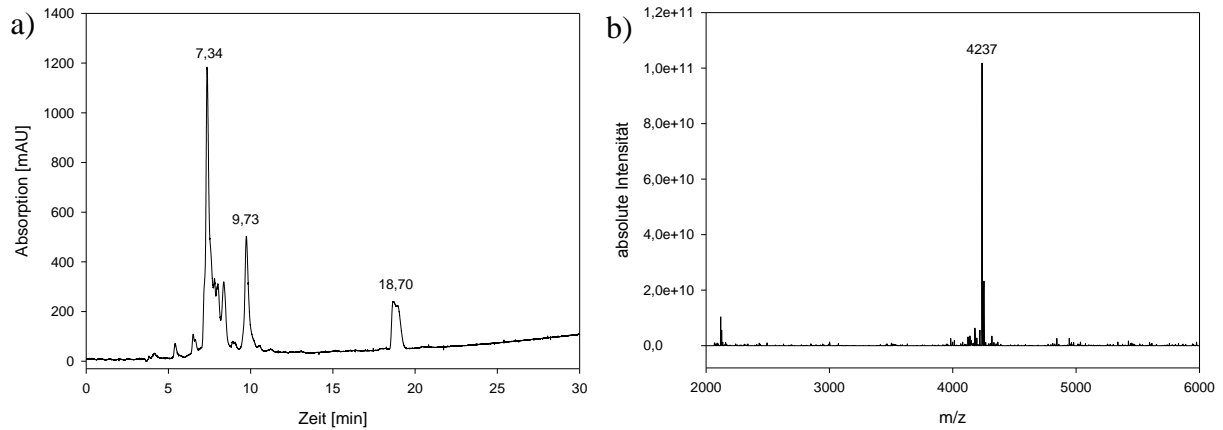 a)
1400
1200
1000
800
600
400
200
0
Absorption [mAU]
7,34
9,73
18,70
0 5 10 15 20 25 30
Zeit [min]
b)
1,2e+11
1,0e+11
8,0e+10
6,0e+10
4,0e+10
2,0e+10
0,0
absolute Intensität
4237
2000 3000 4000 5000 6000
m/z